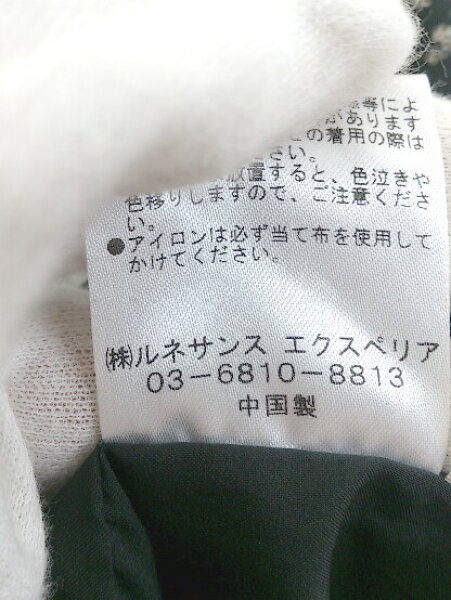 等によ
があります
の着用の際は
さい。
放置すると、色泣きや
色移りしますので、ご注意くださ
い。
●アイロンは必ず当て布を使用して
かけてください。
(株)ルネサンス エクスペリア
03-6810-8813
中国製